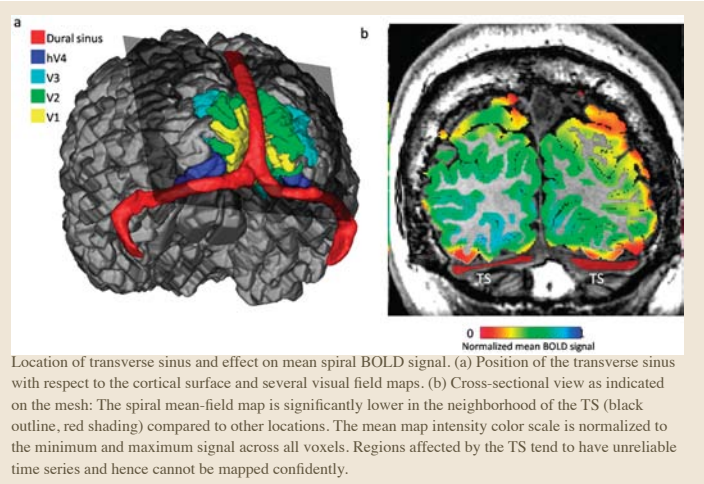 a
Dural sinus
hV4
V3
V2
V1
b
TS
TS
0
Normalized mean BOLD signal
Location of transverse sinus and effect on mean spiral BOLD signal. (a) Position of the transverse sinus
with respect to the cortical surface and several visual field maps. (b) Cross-sectional view as indicated
on the mesh: The spiral mean-field map is significantly lower in the neighborhood of the TS (black
outline, red shading) compared to other locations. The mean map intensity color scale is normalized to
the minimum and maximum signal across all voxels. Regions affected by the TS tend to have unreliable
time series and hence cannot be mapped confidently.